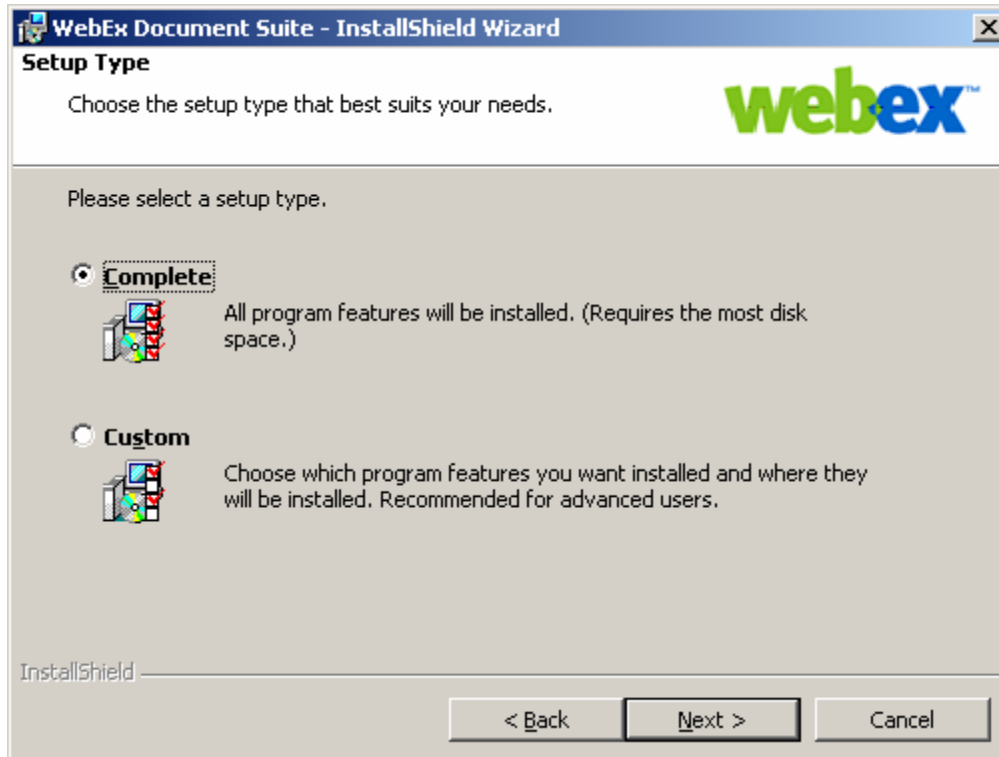 WebEx Document Suite - InstallShield Wizard
Setup Type
Choose the setup type that best suits your needs.
webex™
Please select a setup type.
Complete
All program features will be installed. (Requires the most disk
space.)
Custom
Choose which program features you want installed and where they
will be installed. Recommended for advanced users.
InstallShield
< Back Next > Cancel